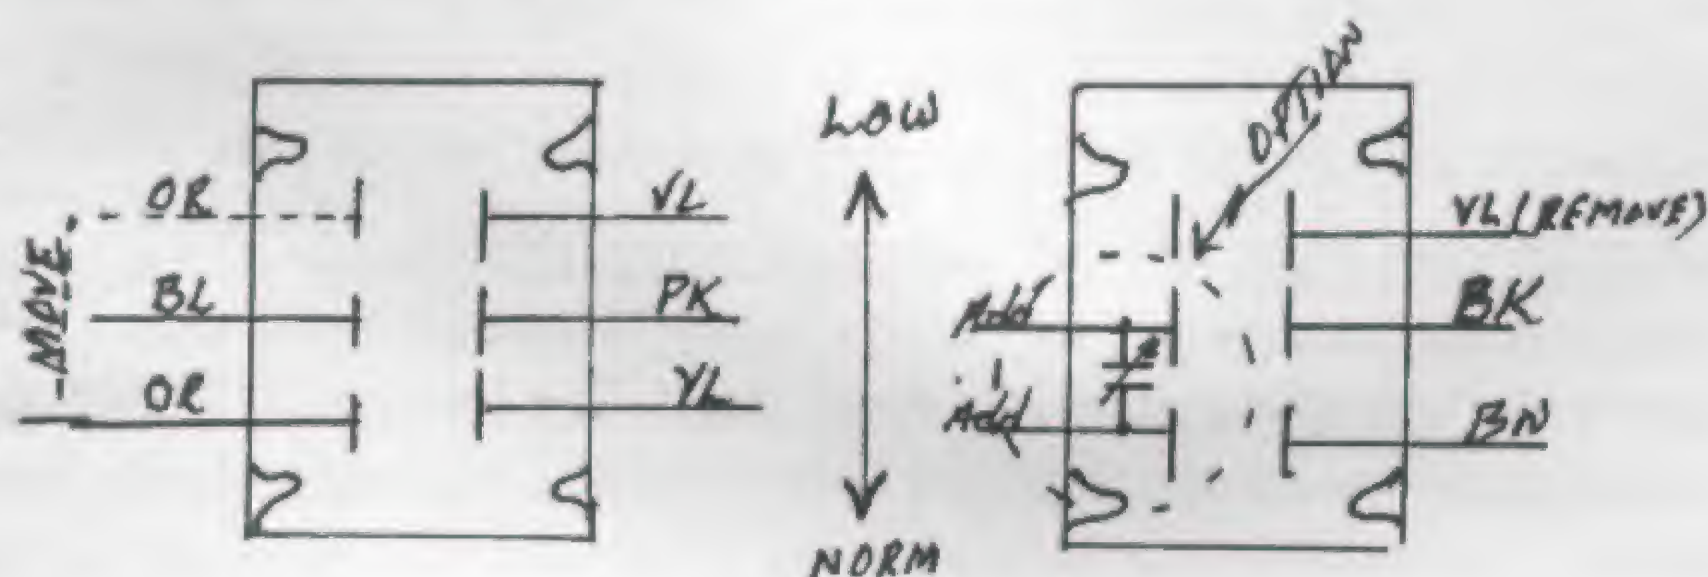 OPTION
LOW
OR
VL
VL (REMOVE)
MOVE
BL
PK
Add
BK
OR
YL
Add
BN
NORM